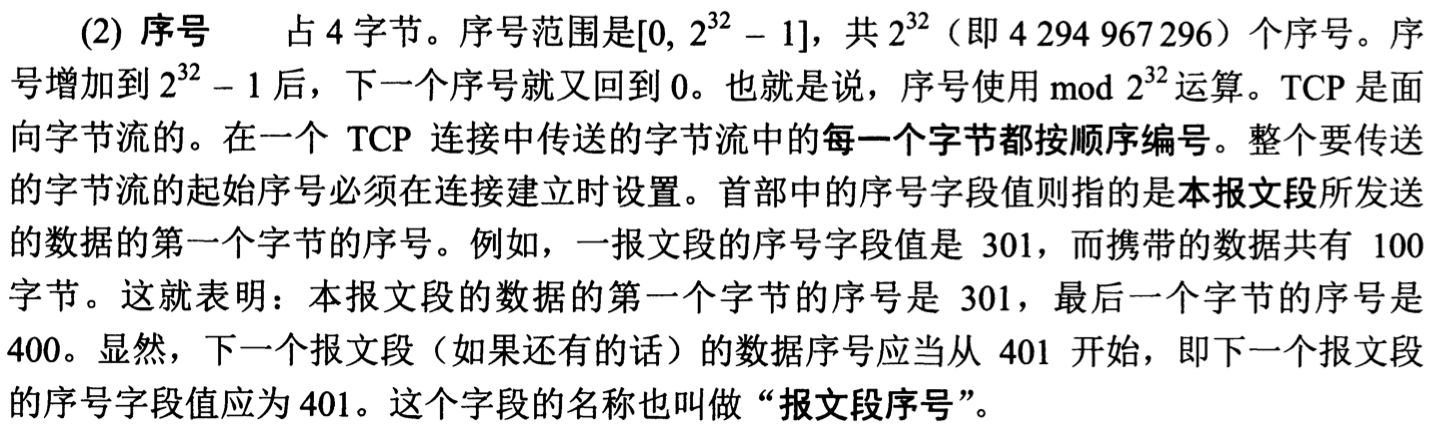 (2) 序号 占 4 字节。序号范围是[0, 2³² – 1]，共 2³²（即 4 294 967 296）个序号。序
号增加到 2³² – 1 后，下一个序号就又回到 0。也就是说，序号使用 mod 2³² 运算。TCP 是面
向字节流的。在一个 TCP 连接中传送的字节流中的每一个字节都按顺序编号。整个要传送
的字节流的起始序号必须在连接建立时设置。首部中的序号字段值则指的是本报文段所发送
的数据的第一个字节的序号。例如，一报文段的序号字段值是 301，而携带的数据共有 100
字节。这就表明：本报文段的数据的第一个字节的序号是 301，最后一个字节的序号是
400。显然，下一个报文段（如果还有的话）的数据序号应当从 401 开始，即下一个报文段
的序号字段值应为 401。这个字段的名称也叫做“报文段序号”。